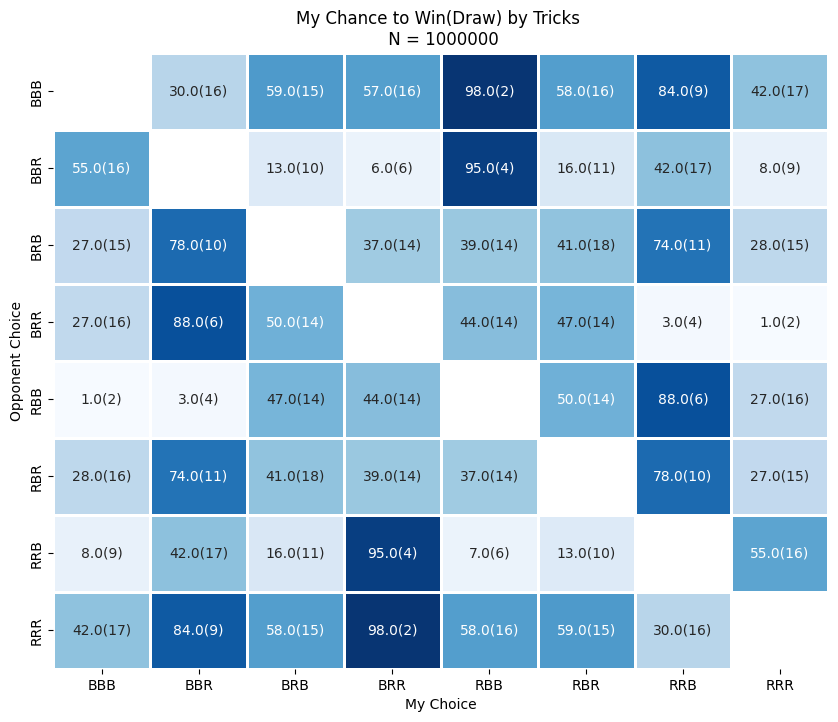 My Chance to Win(Draw) by Tricks
N = 1000000
BBB 30.0(16) 59.0(15) 57.0(16) 98.0(2) 58.0(16) 84.0(9) 42.0(17)
BBR 55.0(16) 13.0(10) 6.0(6) 95.0(4) 16.0(11) 42.0(17) 8.0(9)
BRB 27.0(15) 78.0(10) 37.0(14) 39.0(14) 41.0(18) 74.0(11) 28.0(15)
Opponent Choice
BRR 27.0(16) 88.0(6) 50.0(14) 44.0(14) 47.0(14) 3.0(4) 1.0(2)
RBB 1.0(2) 3.0(4) 47.0(14) 44.0(14) 50.0(14) 88.0(6) 27.0(16)
RBR 28.0(16) 74.0(11) 41.0(18) 39.0(14) 37.0(14) 78.0(10) 27.0(15)
RRB 8.0(9) 42.0(17) 16.0(11) 95.0(4) 7.0(6) 13.0(10) 55.0(16)
RRR 42.0(17) 84.0(9) 58.0(15) 98.0(2) 58.0(16) 59.0(15) 30.0(16)
BBB BBR BRB BRR RBB RBR RRB RRR
My Choice